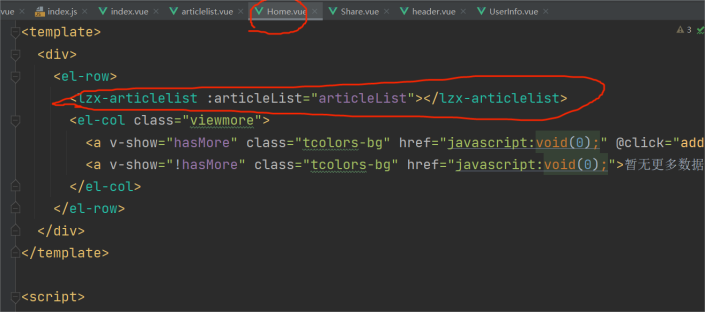 vue × index.js × index.vue × articlelist.vue × Home.vue × Share.vue × header.vue × UserInfo.vue ×
<template> 3
<div>
<el-row>
<lzx-articlelist :articleList="articleList"></lzx-articlelist>
<el-col class="viewmore">
<a v-show="hasMore" class="tcolors-bg" href="javascript:void(0);" @click="add
<a v-show="!hasMore" class="tcolors-bg" href="javascript:void(0);">暂无更多数据
</el-col>
</el-row>
</div>
</template>
<script>